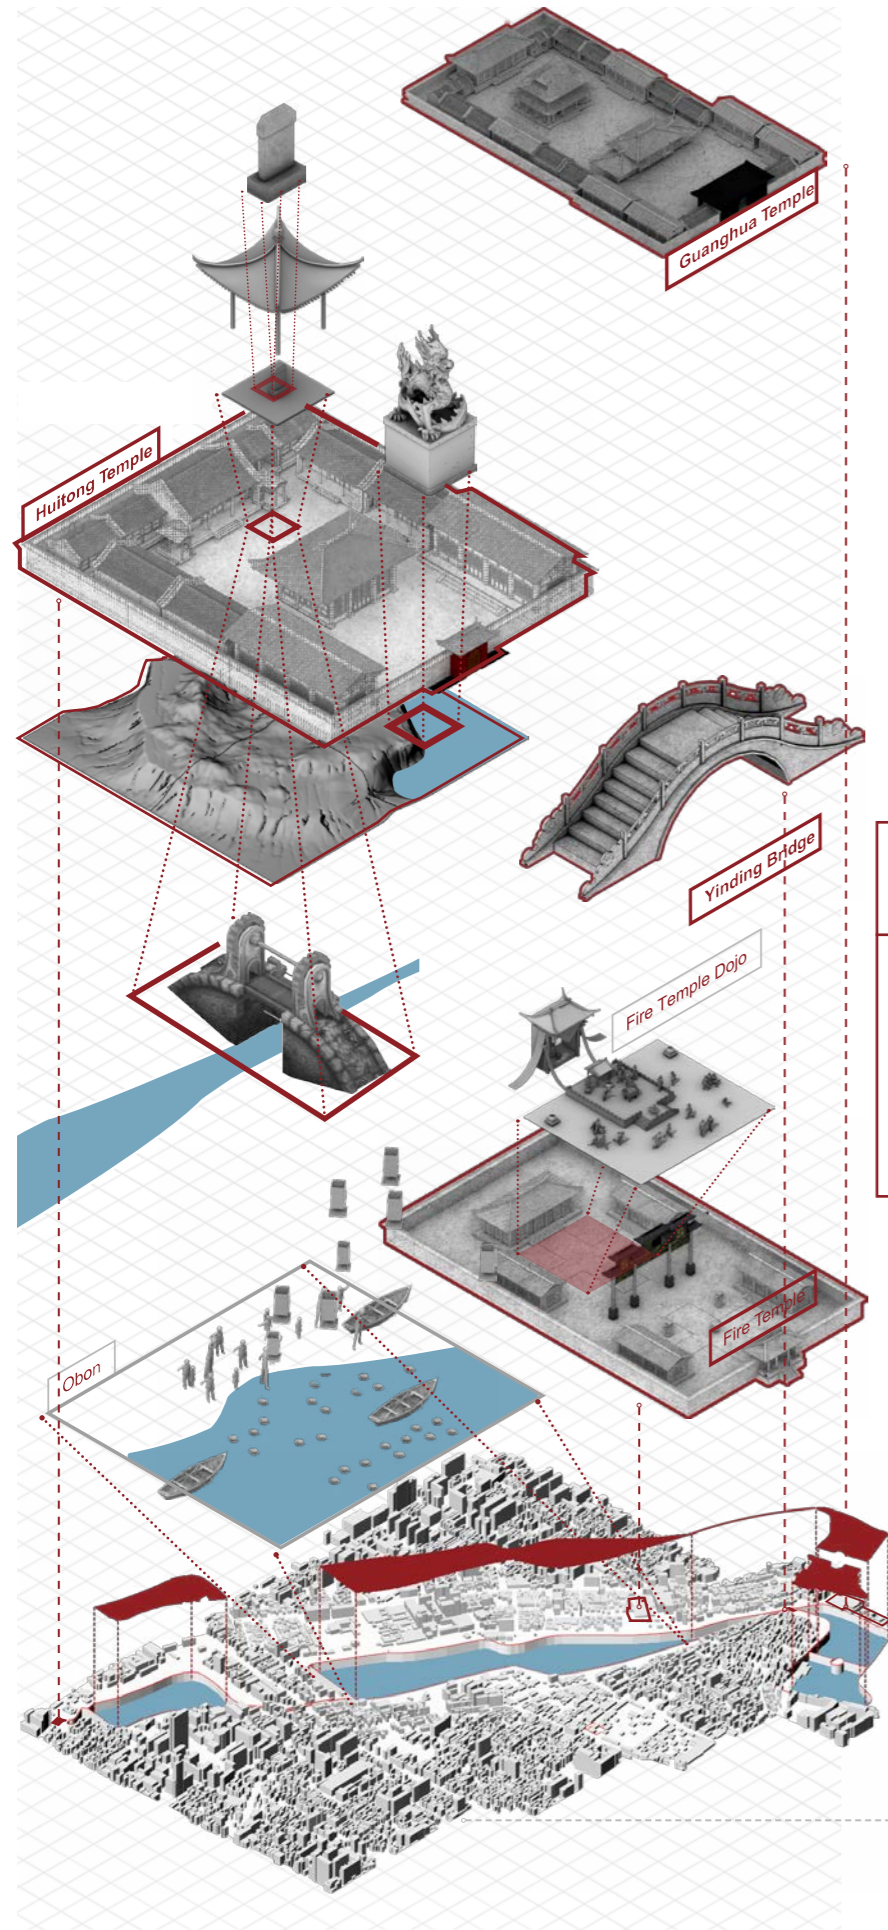 Guanghua Temple
Huitong Temple
Yinding Bridge
Fire Temple Dojo
Fire Temple
Obon